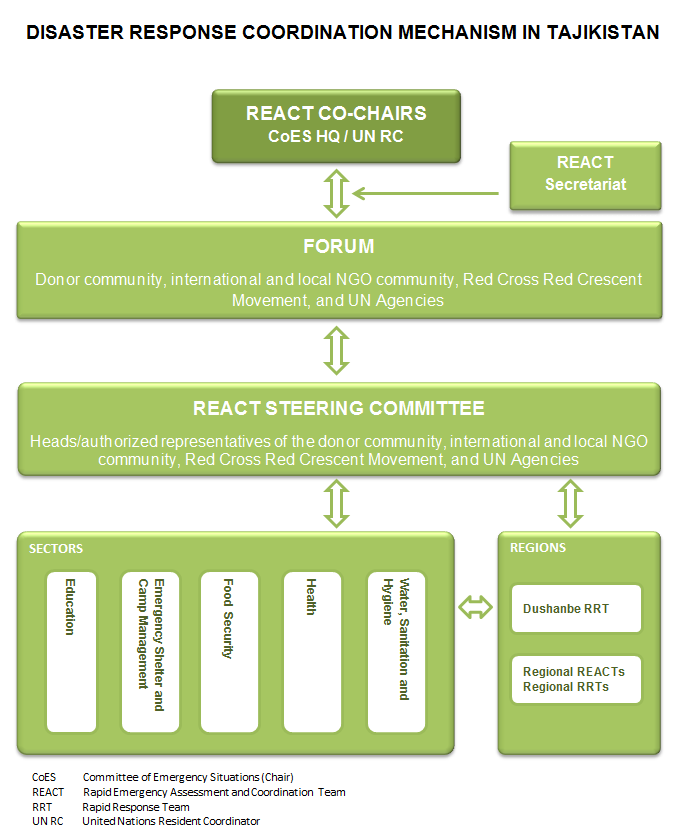 DISASTER RESPONSE COORDINATION MECHANISM IN TAJIKISTAN
REACT CO-CHAIRS
CoES HQ / UN RC
REACT
Secretariat
FORUM
Donor community, international and local NGO community, Red Cross Red Crescent
Movement, and UN Agencies
REACT STEERING COMMITTEE
Heads/authorized representatives of the donor community, international and local NGO
community, Red Cross Red Crescent Movement, and UN Agencies
SECTORS
Education
Emergency Shelter and
Camp Management
Food Security
Health
Water, Sanitation and
Hygiene
REGIONS
Dushanbe RRT
Regional REACTs
Regional RRTs
CoES Committee of Emergency Situations (Chair)
REACT Rapid Emergency Assessment and Coordination Team
RRT Rapid Response Team
UN RC United Nations Resident Coordinator